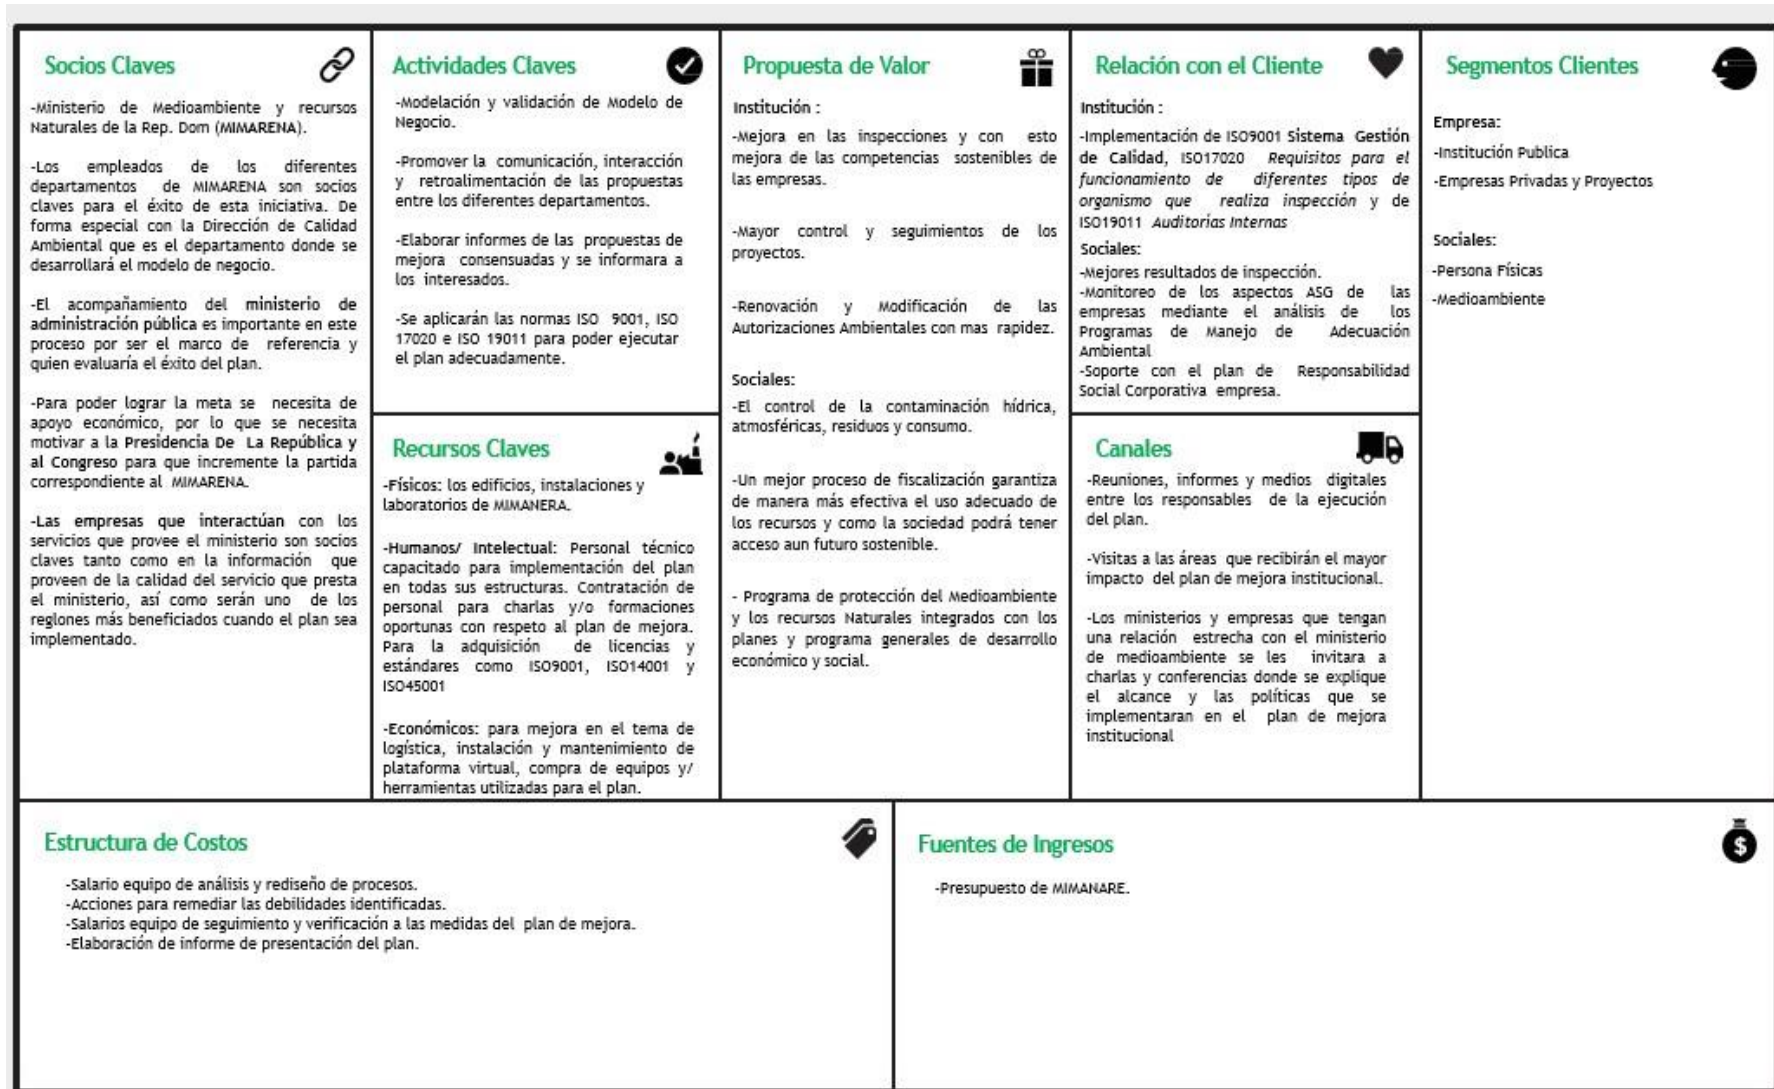 Socios Claves
-Ministerio de Medioambiente y recursos
Naturales de la Rep. Dom (MIMARENA).
-Los empleados de los diferentes
departamentos de MIMARENA son socios
claves para el éxito de esta iniciativa. De
forma especial con la Dirección de Calidad
Ambiental que es el departamento donde se
desarrollará el modelo de negocio.
-El acompañamiento del ministerio de
administración pública es importante en este
proceso por ser el marco de referencia y
quien evaluaría el éxito del plan.
-Para poder lograr la meta se necesita de
apoyo económico, por lo que se necesita
motivar a la Presidencia De La República y
al Congreso para que incremente la partida
correspondiente al MIMARENA.
-Las empresas que interactúan con los
servicios que provee el ministerio son socios
claves tanto como en la información que
proveen de la calidad del servicio que presta
el ministerio, así como serán uno de los
reglones más beneficiados cuando el plan sea
implementado.
Actividades Claves
-Modelación y validación de Modelo de
Negocio.
-Promover la comunicación, interacción
y retroalimentación de las propuestas
entre los diferentes departamentos.
-Elaborar informes de las propuestas de
mejora consensuadas y se informara a
los interesados.
-Se aplicarán las normas ISO 9001, ISO
17020 e ISO 19011 para poder ejecutar
el plan adecuadamente.
Recursos Claves
-Físicos: los edificios, instalaciones y
laboratorios de MIMANERA.
-Humanos/ Intelectual: Personal técnico
capacitado para implementación del plan
en todas sus estructuras. Contratación de
personal para charlas y/o formaciones
oportunas con respeto al plan de mejora.
Para la adquisición de licencias y
estándares como ISO9001, ISO14001 y
ISO45001
-Económicos: para mejora en el tema de
logística, instalación y mantenimiento de
plataforma virtual, compra de equipos y/
herramientas utilizadas para el plan.
Propuesta de Valor
Institución :
-Mejora en las inspecciones y con esto
mejora de las competencias sostenibles de
las empresas.
-Mayor control y seguimientos de los
proyectos.
-Renovación y Modificación de las
Autorizaciones Ambientales con mas rapidez.
Sociales:
-El control de la contaminación hídrica,
atmosféricas, residuos y consumo.
-Un mejor proceso de fiscalización garantiza
de manera más efectiva el uso adecuado de
los recursos y como la sociedad podrá tener
acceso aun futuro sostenible.
- Programa de protección del Medioambiente
y los recursos Naturales integrados con los
planes y programa generales de desarrollo
económico y social.
Relación con el Cliente
Institución :
-Implementación de ISO9001 Sistema Gestión
de Calidad, ISO17020 Requisitos para el
funcionamiento de diferentes tipos de
organismo que realiza inspección y de
ISO19011 Auditorías Internas
Sociales:
-Mejores resultados de inspección.
-Monitoreo de los aspectos ASG de las
empresas mediante el análisis de los
Programas de Manejo de Adecuación
Ambiental
-Soporte con el plan de Responsabilidad
Social Corporativa empresa.
Canales
-Reuniones, informes y medios digitales
entre los responsables de la ejecución
del plan.
-Visitas a las áreas que recibirán el mayor
impacto del plan de mejora institucional.
-Los ministerios y empresas que tengan
una relación estrecha con el ministerio
de medioambiente se les invitara a
charlas y conferencias donde se explique
el alcance y las políticas que se
implementaran en el plan de mejora
institucional
Segmentos Clientes
Empresa:
-Institución Publica
-Empresas Privadas y Proyectos
Sociales:
-Persona Físicas
-Medioambiente
Estructura de Costos
-Salario equipo de análisis y rediseño de procesos.
-Acciones para remediar las debilidades identificadas.
-Salarios equipo de seguimiento y verificación a las medidas del plan de mejora.
-Elaboración de informe de presentación del plan.
Fuentes de Ingresos
$
-Presupuesto de MIMANARE.